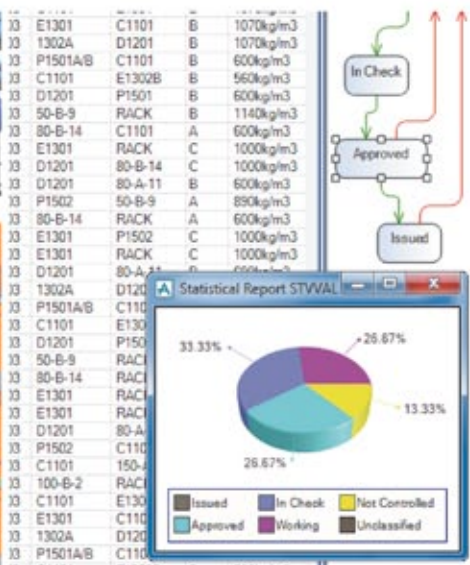 03 E1301 C1101 B 1070kg/m3
03 1302A D1201 B 1070kg/m3
03 P1501A/B C1101 B 600kg/m3
03 C1101 E1302B B 560kg/m3
03 D1201 P1501 B 600kg/m3
03 50-B-9 RACK B 1140kg/m3
03 80-B-14 C1101 A 600kg/m3
03 E1301 RACK C 1000kg/m3
03 D1201 80-B-14 C 1000kg/m3
03 D1201 80-A-11 B 600kg/m3
03 P1502 50-B-9 A 890kg/m3
03 80-B-14 RACK A 600kg/m3
03 E1301 P1502 C 1000kg/m3
03 E1301 RACK C 1000kg/m3
03 D1201
03 1302A
03 P1501A/B
03 C1101
03 D1201
03 50-B-9
03 80-B-14
03 E1301
03 E1301
03 D1201
03 P1502
03 C1101
03 100-B-2
03 C1101
03 E1301
03 1302A
03 P1501A/B
In Check
Approved
Issued
Statistical Report STVVAL
33.33%
26.67%
13.33%
26.67%
Issued In Check Not Controlled
Approved Working Unclassified